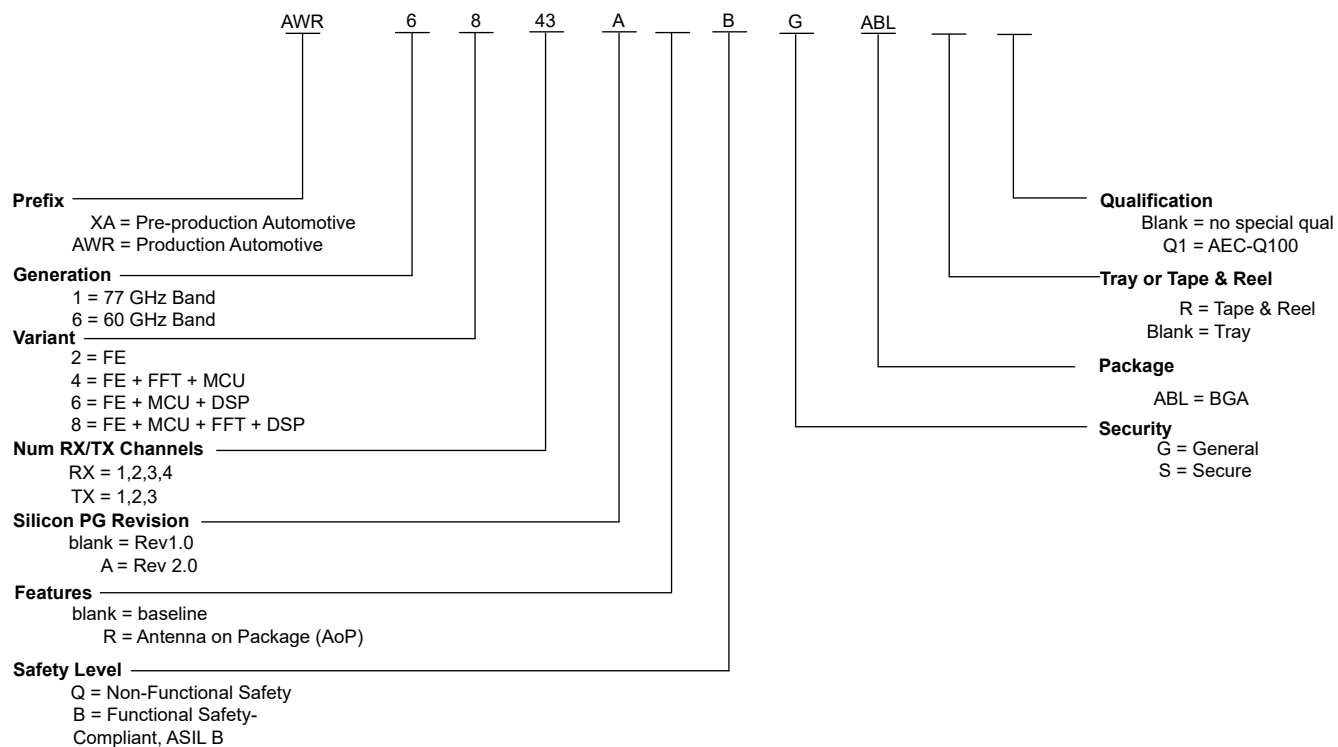 AWR 6 8 43 A B G ABL
Prefix
XA = Pre-production Automotive
AWR = Production Automotive
Generation
1 = 77 GHz Band
6 = 60 GHz Band
Variant
2 = FE
4 = FE + FFT + MCU
6 = FE + MCU + DSP
8 = FE + MCU + FFT + DSP
Num RX/TX Channels
RX = 1,2,3,4
TX = 1,2,3
Silicon PG Revision
blank = Rev1.0
A = Rev 2.0
Features
blank = baseline
R = Antenna on Package (AoP)
Safety Level
Q = Non-Functional Safety
B = Functional Safety-
Compliant, ASIL B
Qualification
Blank = no special qual
Q1 = AEC-Q100
Tray or Tape & Reel
R = Tape & Reel
Blank = Tray
Package
ABL = BGA
Security
G = General
S = Secure